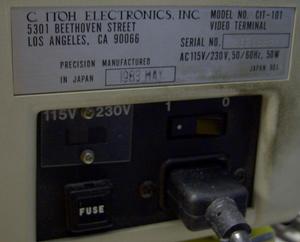 C. ITOH ELECTRONICS, INC. MODEL NO. CIT-101
5301 BEETHOVEN STREET VIDEO TERMINAL
LOS ANGELES, CA 90066
SERIAL NO.
PRECISION MANUFACTURED AC115V/230V, 50/60Hz, 50W
IN JAPAN 1983 MAY
115V 230V 1 0
FUSE